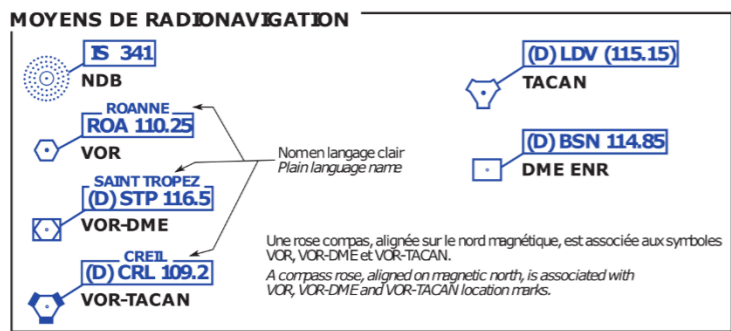 MOYENS DE RADIONAVIGATION
IS 341
NDB
ROANNE
ROA 110.25
VOR
SAINT TROPEZ
(D) STP 116.5
VOR-DME
CREIL
(D) CRL 109.2
VOR-TACAN
Nom en langage clair
Plain language name
(D) LDV (115.15)
TACAN
(D) BSN 114.85
DME ENR
Une rose compas, alignée sur le nord magnétique, est associée aux symboles
VOR, VOR-DME et VOR-TACAN.
A compass rose, aligned on magnetic north, is associated with
VOR, VOR-DME and VOR-TACAN location marks.